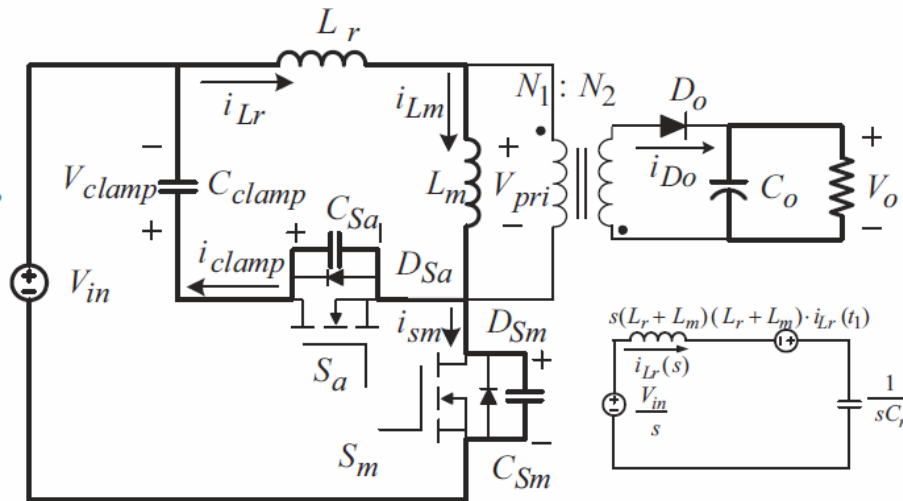 L r
i Lr
i Lm
N1 : N2
Do
+
−
V clamp
C clamp
+
i clamp
C Sa
+
D Sa
L m
+
V pri
−
i Do
C o
+
V o
−
+
−
V in
i sm
D Sm
+
−
C Sm
S a
S m
s(Lr + Lm) (Lr + Lm)·iLr (t1)
iLr (s)
+
−
Vin
s
1
sCr